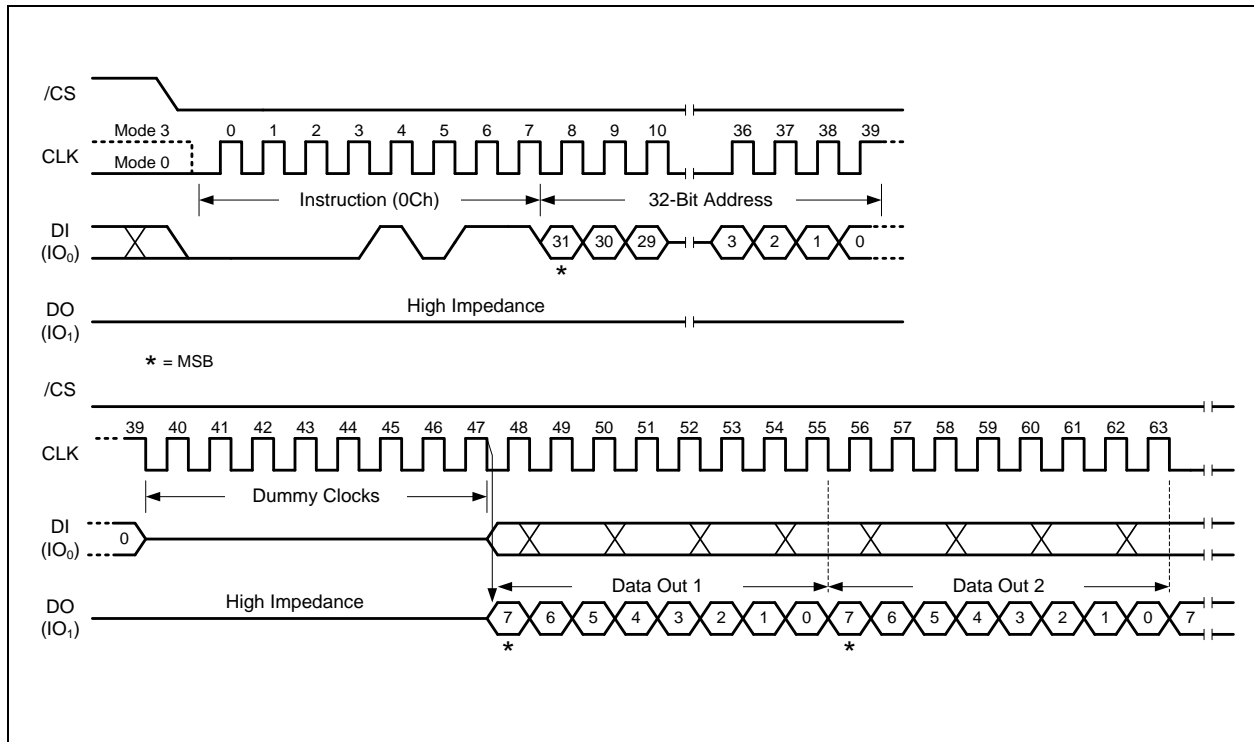 /CS
Mode 3 0 1 2 3 4 5 6 7 8 9 10 36 37 38 39
CLK
Mode 0
Instruction (0Ch) 32-Bit Address
DI
(IO₀) 31 30 29 3 2 1 0
*
High Impedance
DO
(IO₁)
* = MSB
/CS
39 40 41 42 43 44 45 46 47 48 49 50 51 52 53 54 55 56 57 58 59 60 61 62 63
CLK
Dummy Clocks
DI
(IO₀) 0
Data Out 1 Data Out 2
High Impedance
DO
(IO₁) 7 6 5 4 3 2 1 0 7 6 5 4 3 2 1 0 7
* *